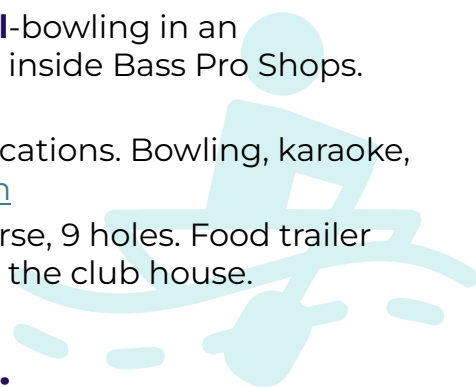 l-bowling in an
inside Bass Pro Shops.
cations. Bowling, karaoke,
rse, 9 holes. Food trailer
the club house.